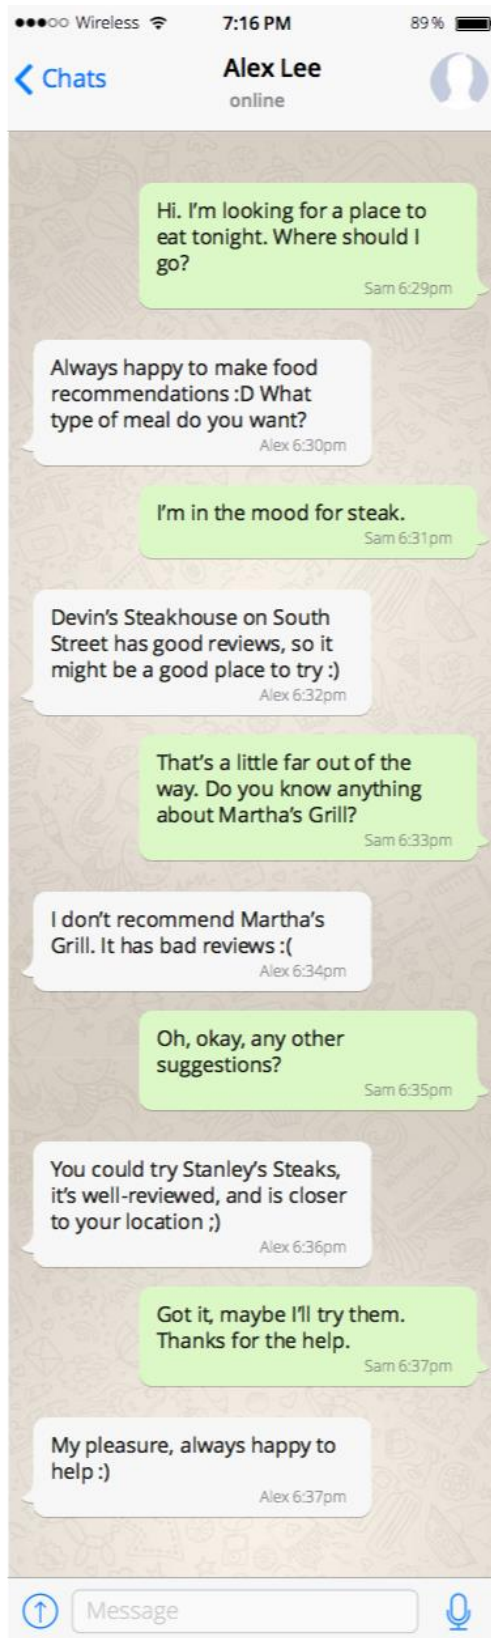 ●●●○○ Wireless 7:16 PM 89%
Chats Alex Lee
online
Hi. I'm looking for a place to
eat tonight. Where should I
go?
Sam 6:29pm
Always happy to make food
recommendations :D What
type of meal do you want?
Alex 6:30pm
I'm in the mood for steak.
Sam 6:31pm
Devin's Steakhouse on South
Street has good reviews, so it
might be a good place to try :)
Alex 6:32pm
That's a little far out of the
way. Do you know anything
about Martha's Grill?
Sam 6:33pm
I don't recommend Martha's
Grill. It has bad reviews :(
Alex 6:34pm
Oh, okay, any other
suggestions?
Sam 6:35pm
You could try Stanley's Steaks,
it's well-reviewed, and is closer
to your location ;)
Alex 6:36pm
Got it, maybe I'll try them.
Thanks for the help.
Sam 6:37pm
My pleasure, always happy to
help :)
Alex 6:37pm
Message